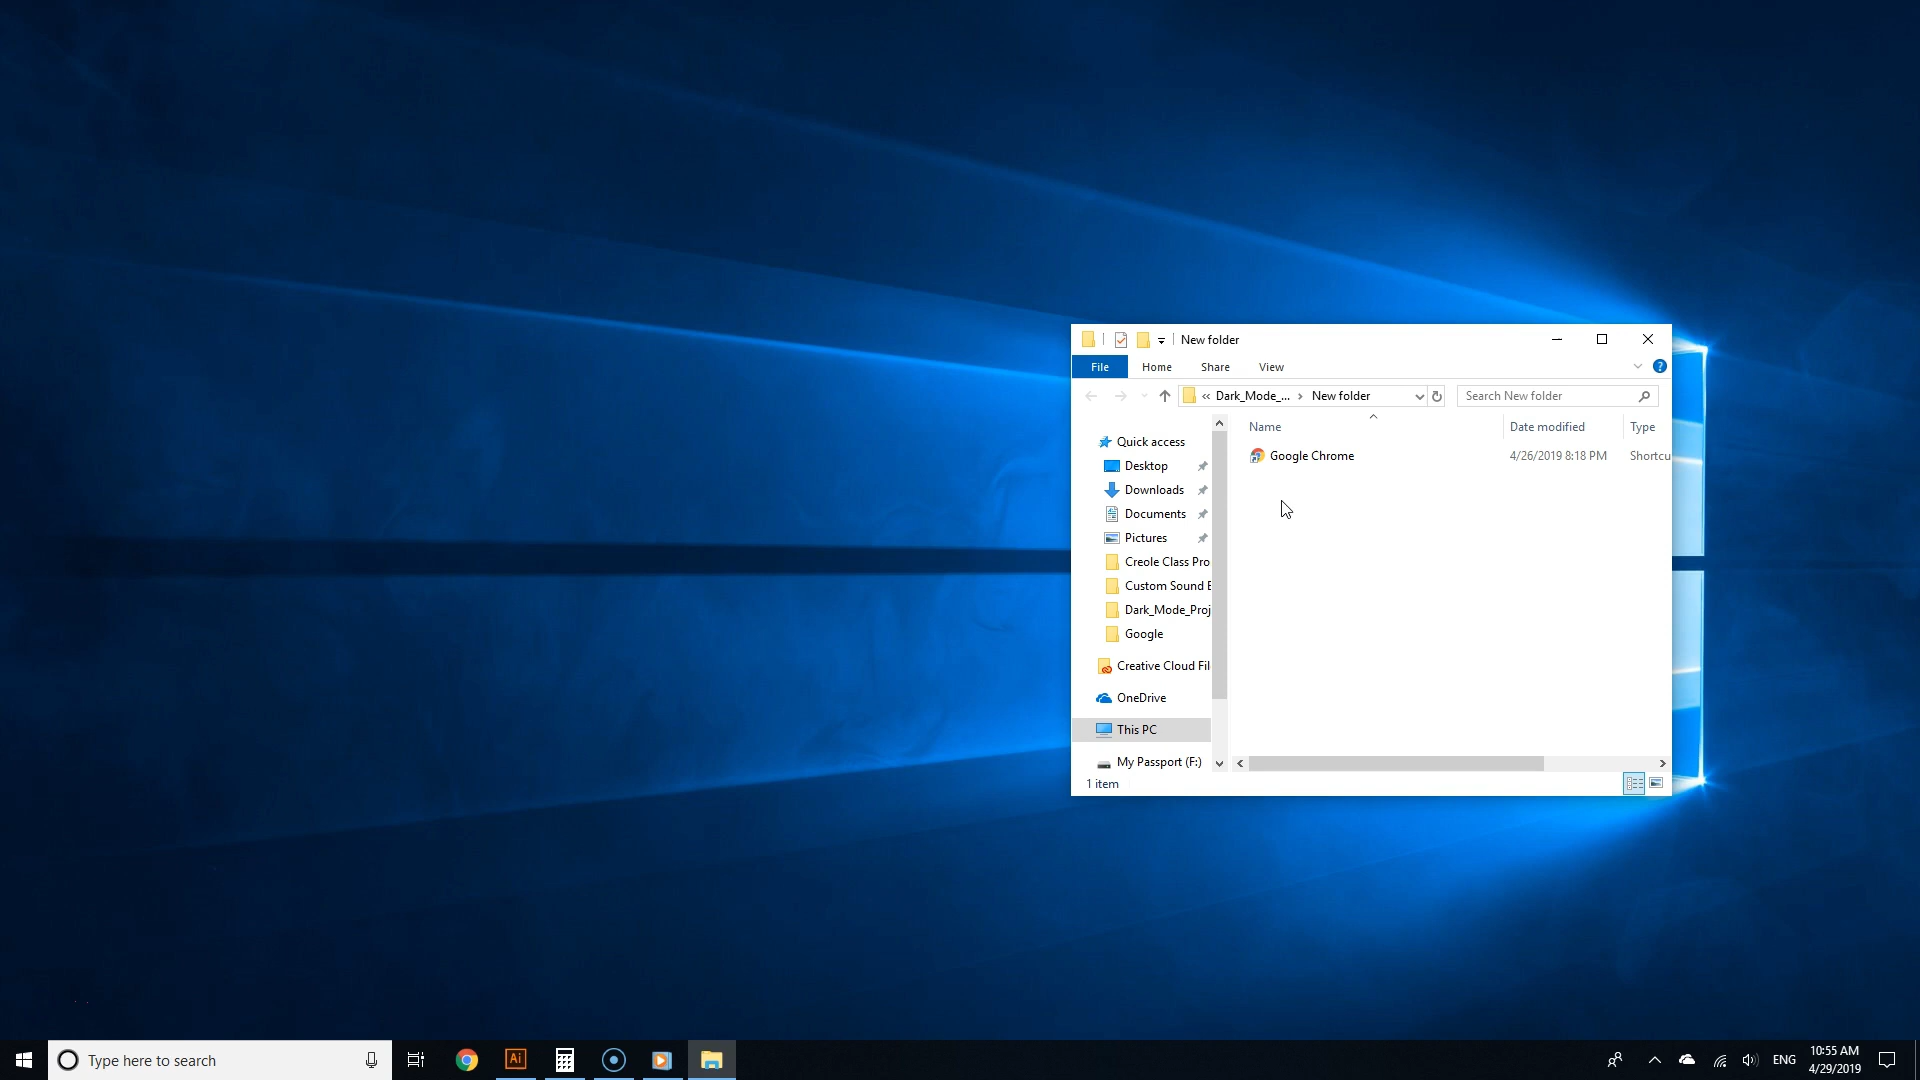 New folder
File Home Share View
« Dark_Mode_... > New folder
Search New folder
Name Date modified Type
Google Chrome 4/26/2019 8:18 PM Shortcu
Quick access
Desktop
Downloads
Documents
Pictures
Creole Class Pro
Custom Sound E
Dark_Mode_Proj
Google
Creative Cloud Fil
OneDrive
This PC
My Passport (F:)
1 item
Type here to search
Ai
ENG
10:55 AM
4/29/2019